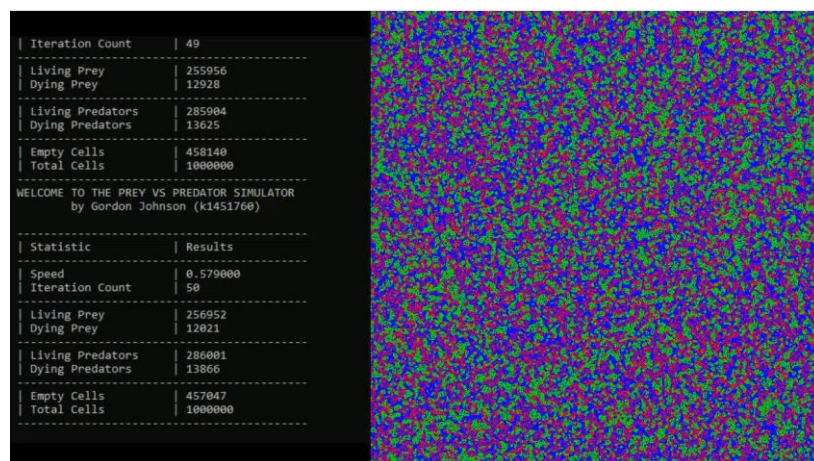 | Iteration Count | 49
| Living Prey | 255956
| Dying Prey | 12928
| Living Predators | 285904
| Dying Predators | 13625
| Empty Cells | 458140
| Total Cells | 1000000
WELCOME TO THE PREY VS PREDATOR SIMULATOR
by Gordon Johnson (k1451760)
| Statistic | Results
| Speed | 0.579000
| Iteration Count | 50
| Living Prey | 256952
| Dying Prey | 12021
| Living Predators | 286001
| Dying Predators | 13866
| Empty Cells | 457047
| Total Cells | 1000000